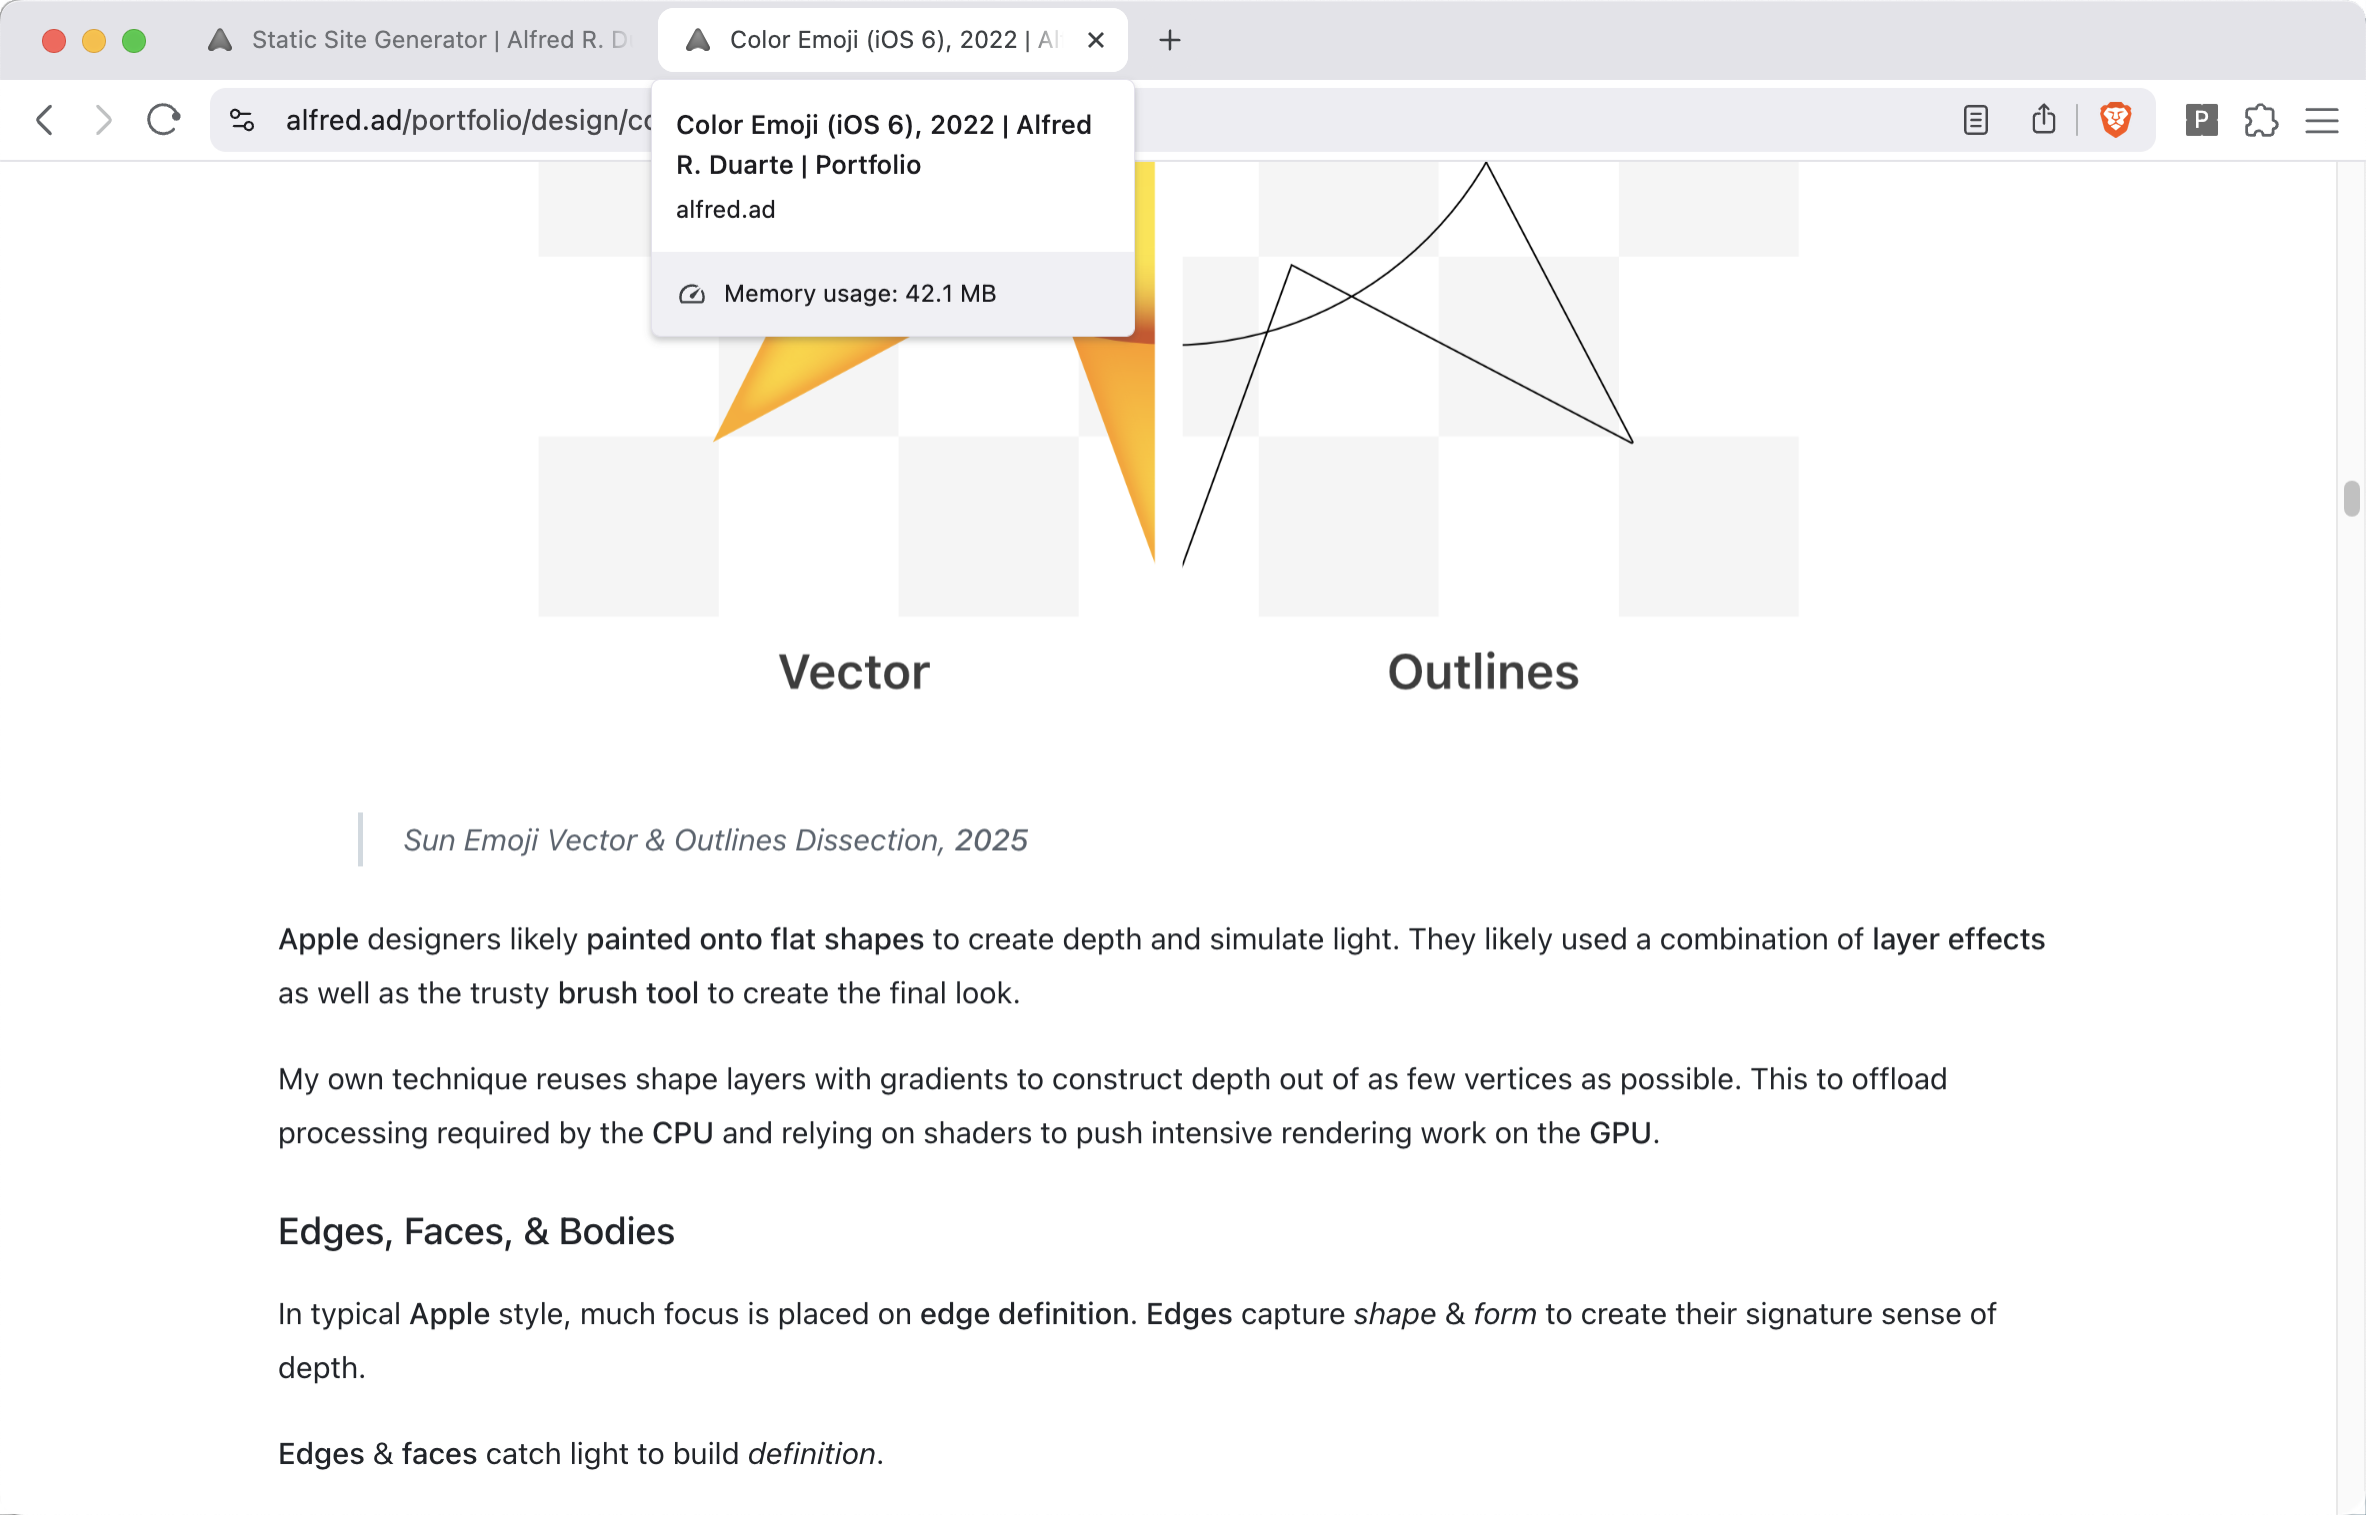 Static Site Generator | Alfred R. D
Color Emoji (iOS 6), 2022 | Al
alfred.ad/portfolio/design/co
P
Color Emoji (iOS 6), 2022 | Alfred
R. Duarte | Portfolio
alfred.ad
Memory usage: 42.1 MB
Vector
Outlines
Sun Emoji Vector & Outlines Dissection, 2025
Apple designers likely painted onto flat shapes to create depth and simulate light. They likely used a combination of layer effects
as well as the trusty brush tool to create the final look.
My own technique reuses shape layers with gradients to construct depth out of as few vertices as possible. This to offload
processing required by the CPU and relying on shaders to push intensive rendering work on the GPU.
Edges, Faces, & Bodies
In typical Apple style, much focus is placed on edge definition. Edges capture shape & form to create their signature sense of
depth.
Edges & faces catch light to build definition.